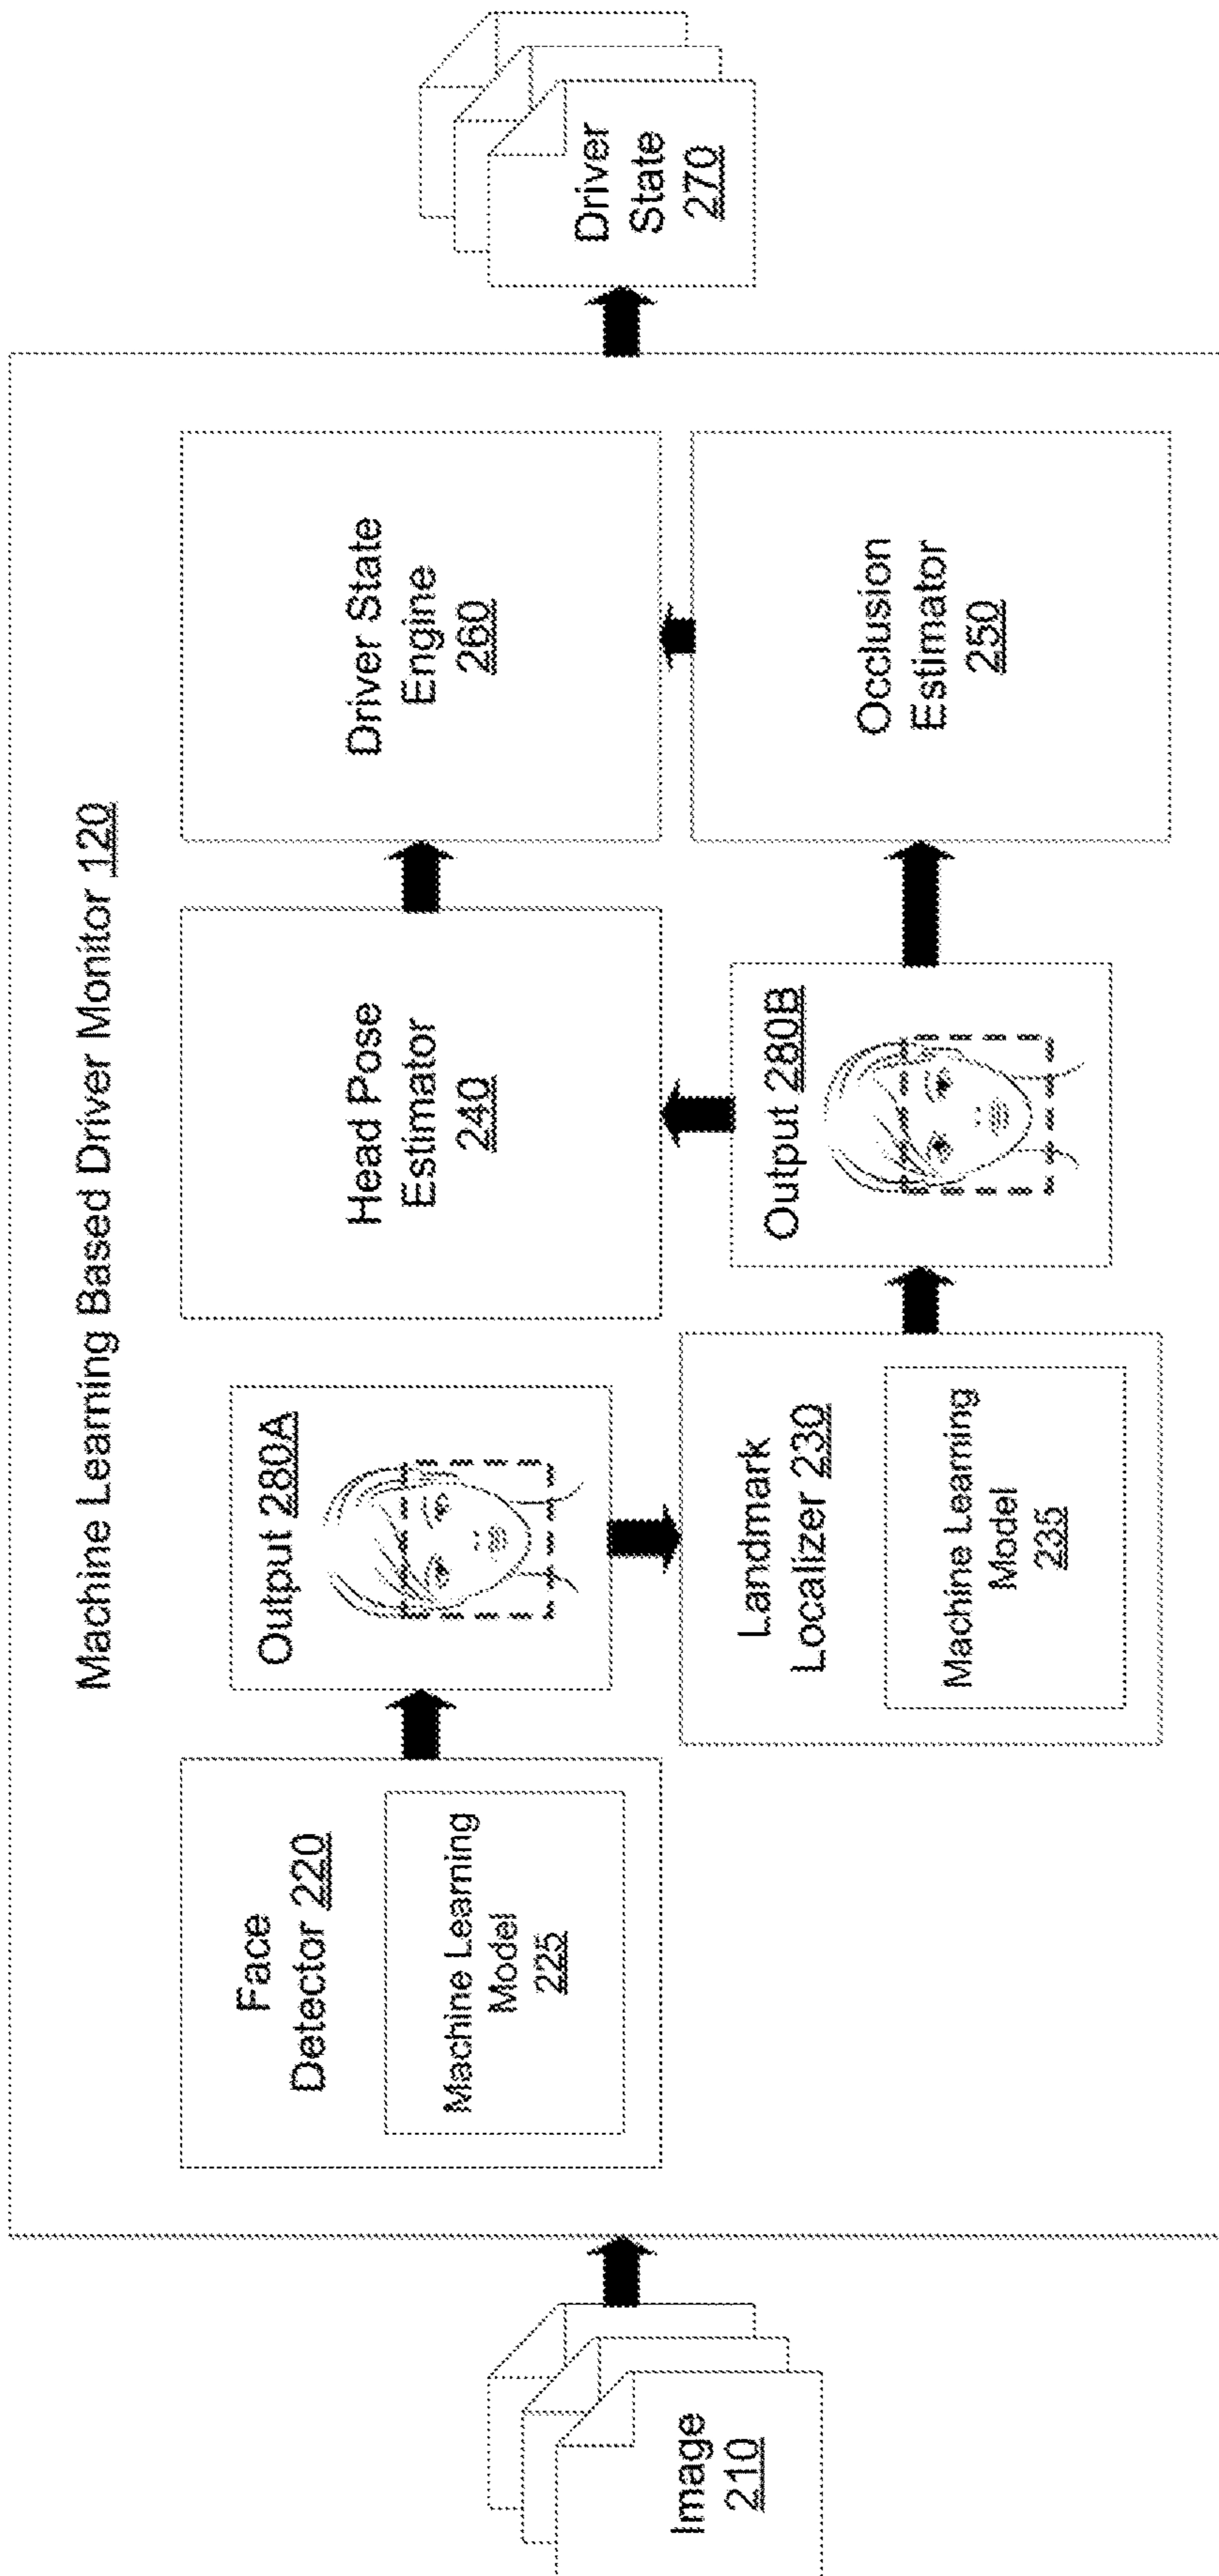 Machine Learning Based Driver Monitor 120
Image
210
Face
Detector 220
Machine Learning
Model
225
Output 280A
Landmark
Localizer 230
Machine Learning
Model
235
Output 280B
Head Pose
Estimator
240
Driver State
Engine
260
Occlusion
Estimator
250
Driver
State
270